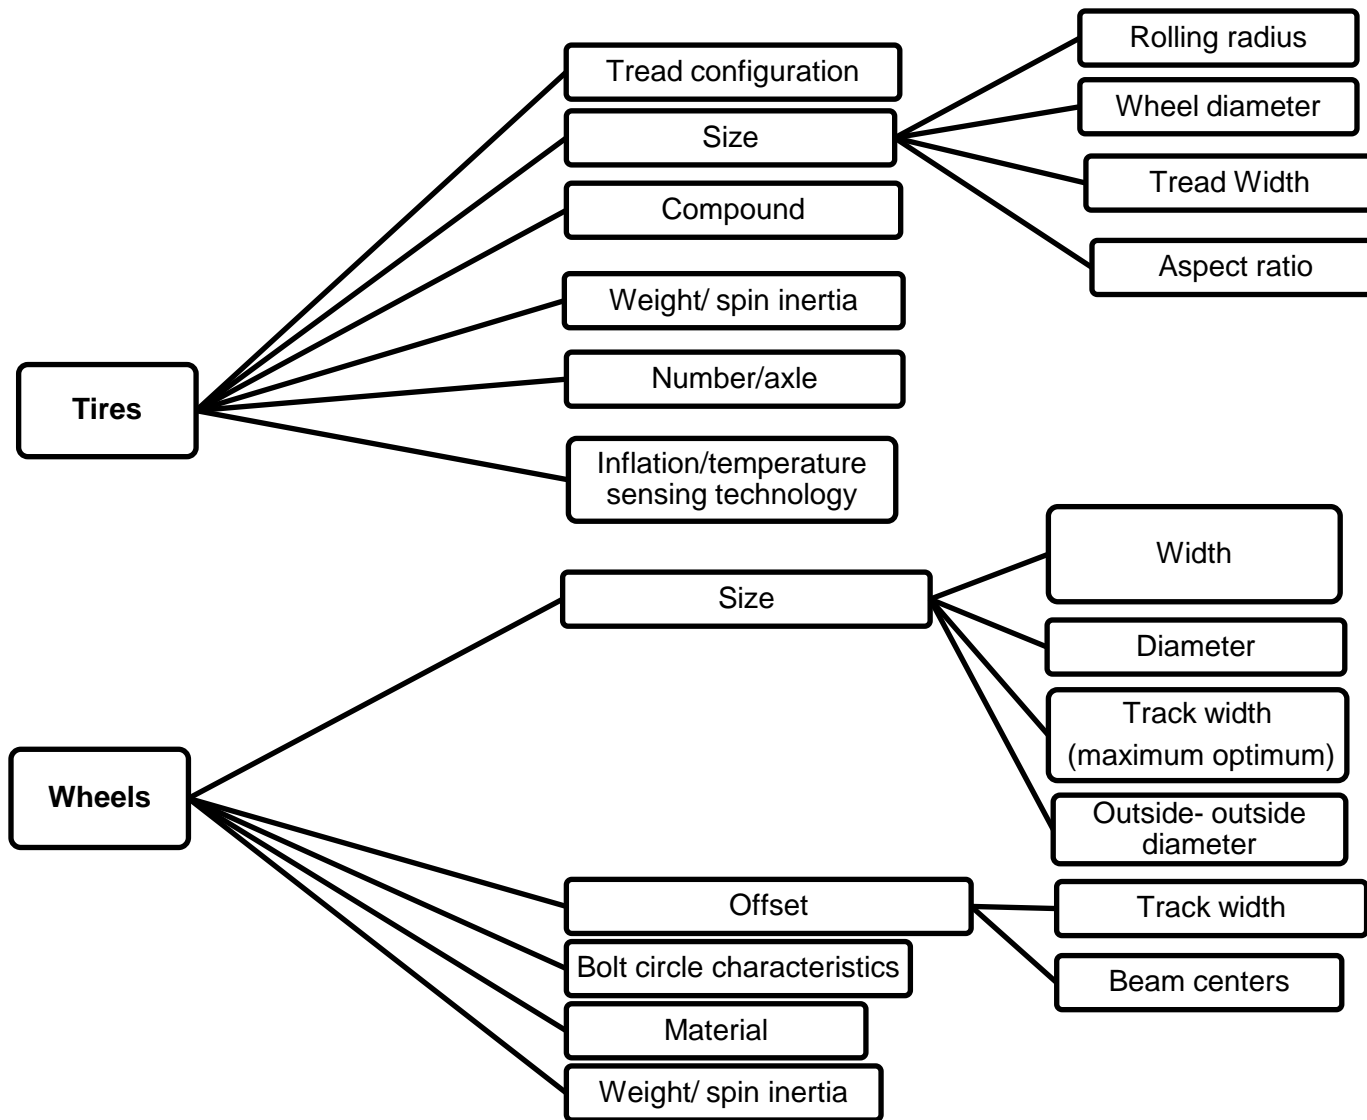 Tires
Tread configuration
Size
Compound
Weight/ spin inertia
Number/axle
Inflation/temperature
sensing technology
Rolling radius
Wheel diameter
Tread Width
Aspect ratio
Wheels
Size
Width
Diameter
Track width
(maximum optimum)
Outside- outside
diameter
Offset
Track width
Beam centers
Bolt circle characteristics
Material
Weight/ spin inertia